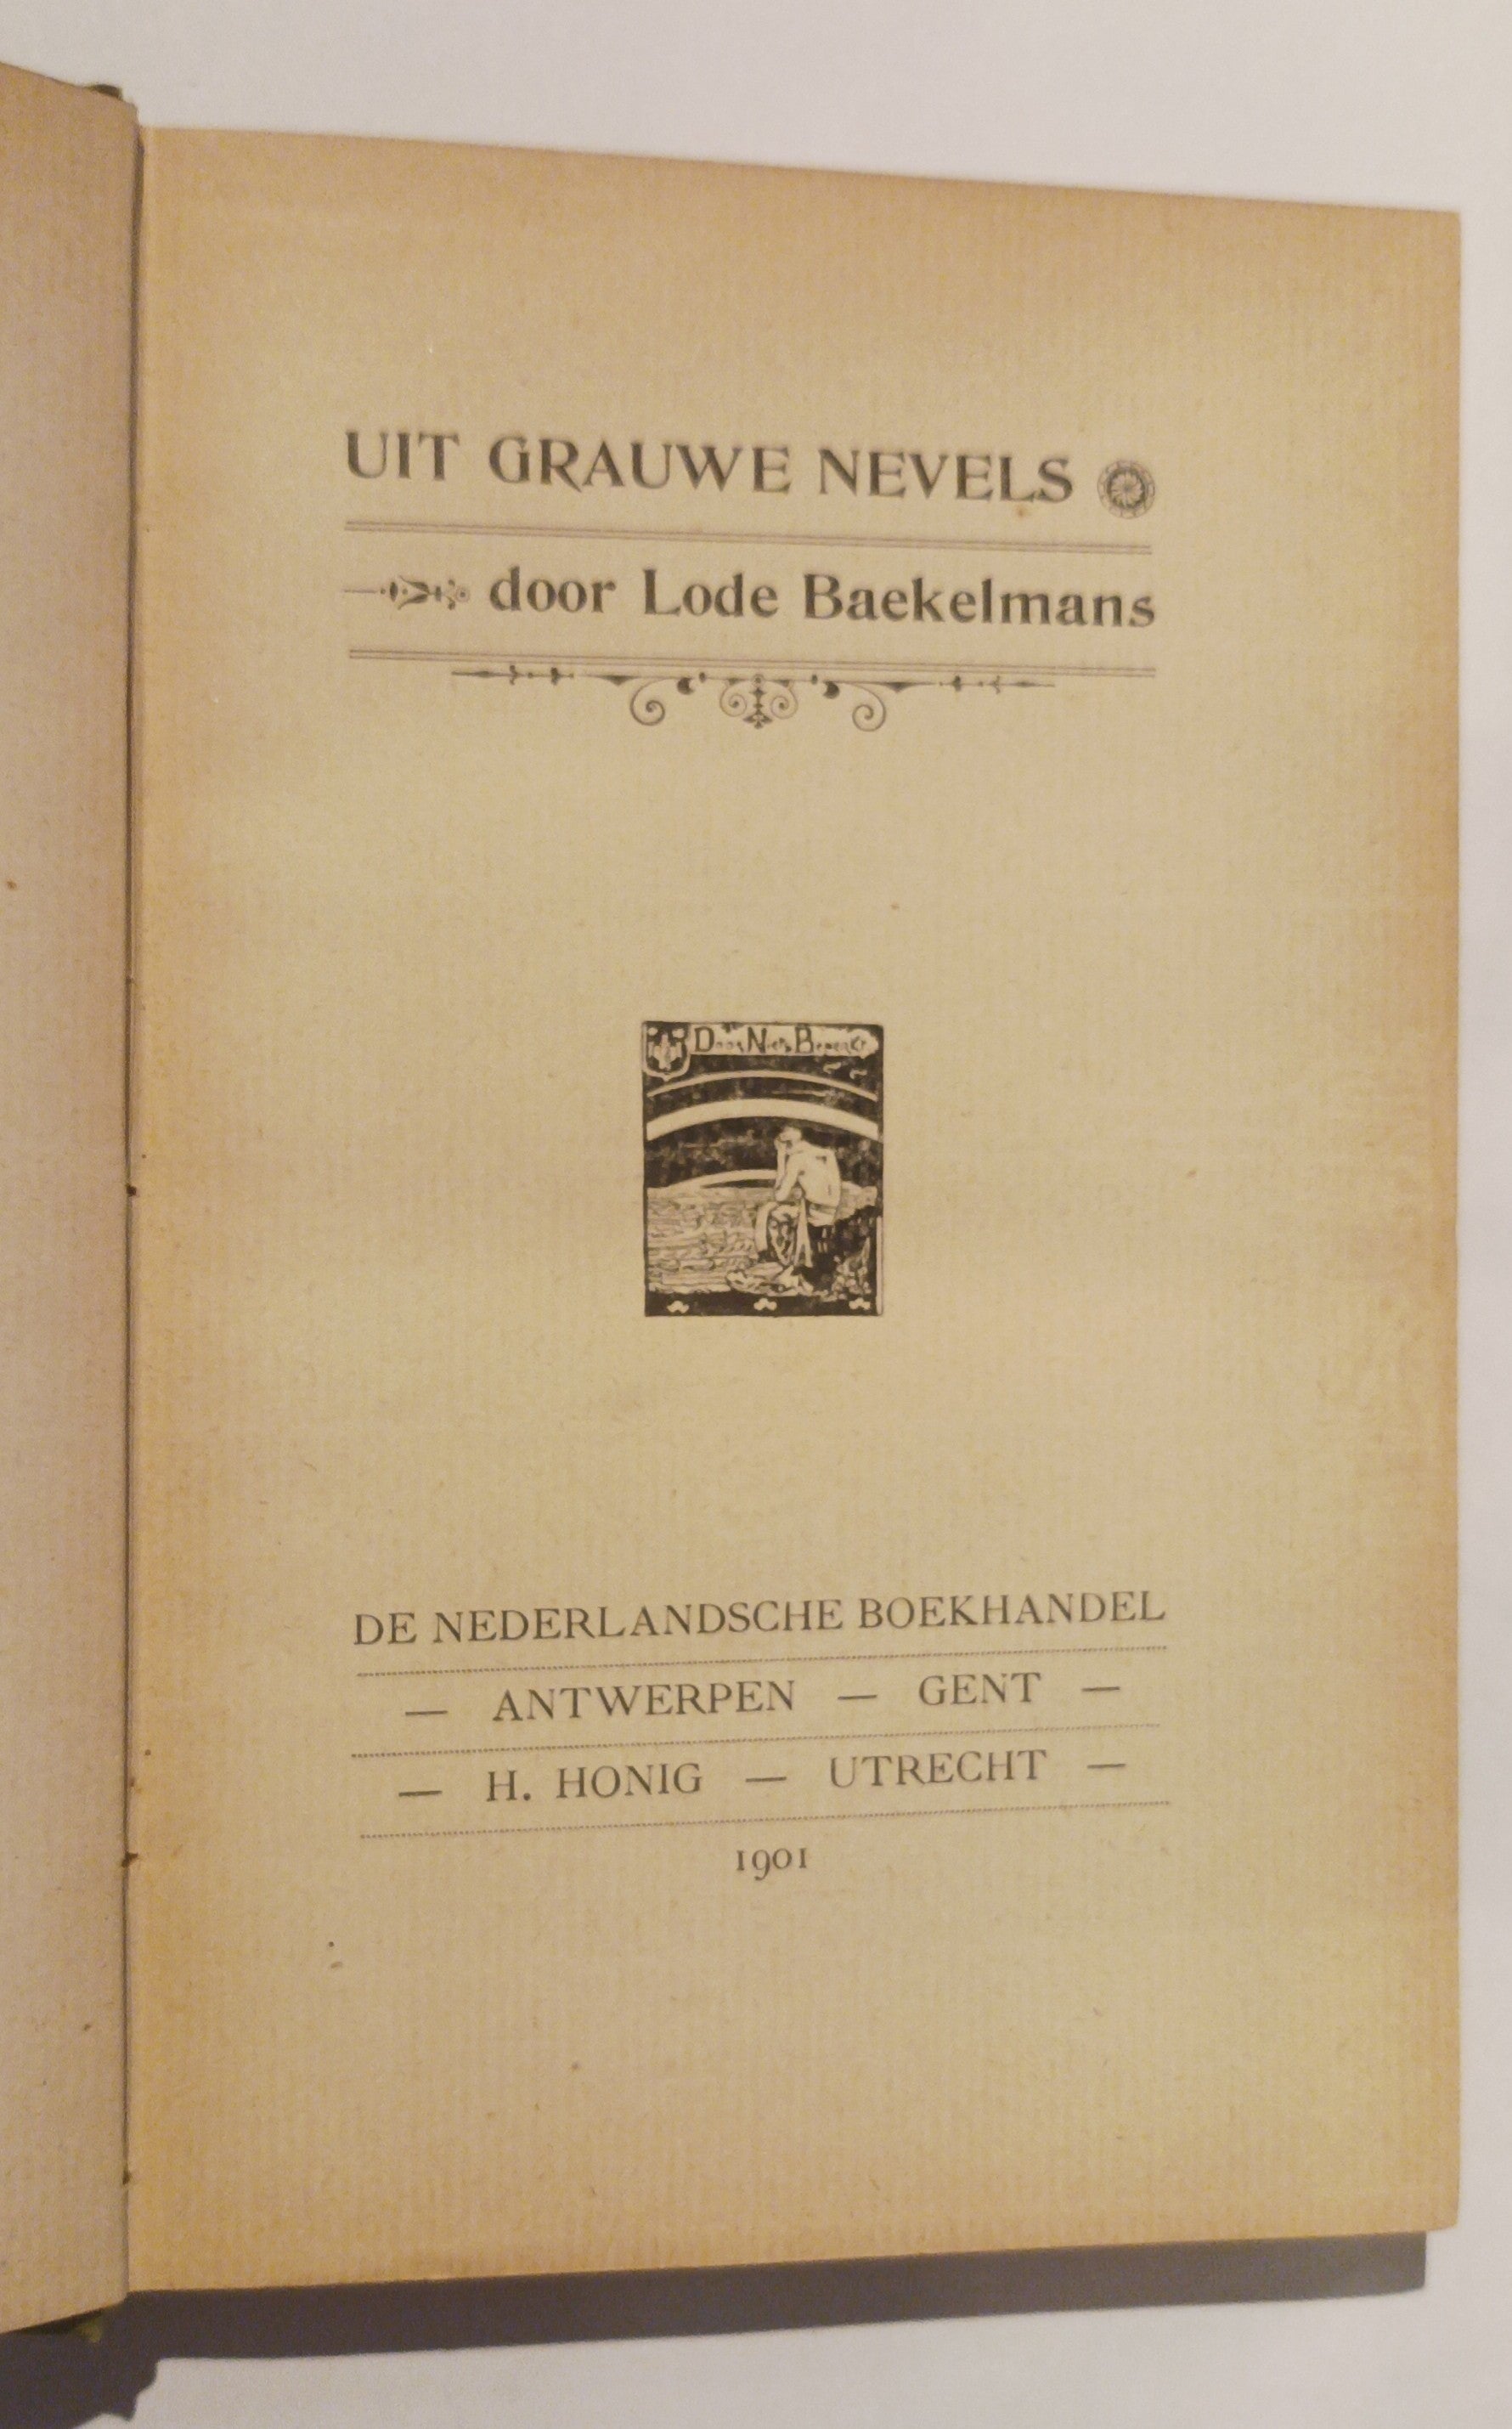 UIT GRAUWE NEVELS
door Lode Baekelmans
DE NEDERLANDSCHE BOEKHANDEL
— ANTWERPEN — GENT —
— H. HONIG — UTRECHT —
1901